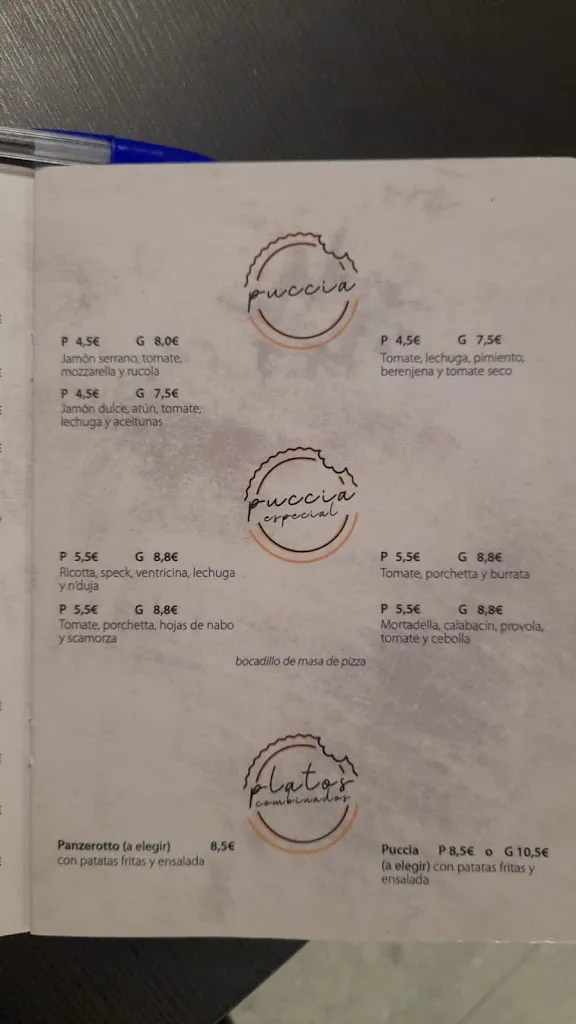 puccia
P 4,5€ G 8,0€
Jamón serrano, tomate,
mozzarella y rucola
P 4,5€ G 7,5€
Jamón dulce, atún, tomate,
lechuga y aceitunas
P 4,5€ G 7,5€
Tomate, lechuga, pimiento,
berenjena y tomate seco
puccia
especial
P 5,5€ G 8,8€
Ricotta, speck, ventricina, lechuga
y n'duja
P 5,5€ G 8,8€
Tomate, porchetta, hojas de nabo
y scamorza
P 5,5€ G 8,8€
Tomate, porchetta y burrata
P 5,5€ G 8,8€
Mortadella, calabacín, provola,
tomate y cebolla
bocadillo de masa de pizza
platos
combinados
Panzerotto (a elegir) 8,5€
con patatas fritas y ensalada
Puccia P 8,5€ o G 10,5€
(a elegir) con patatas fritas y
ensalada